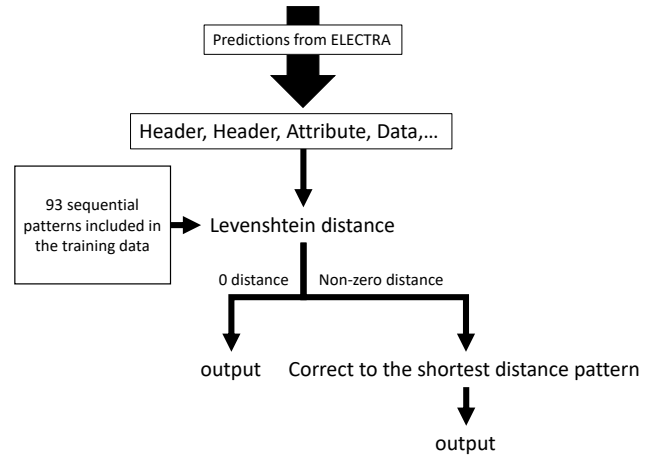 Predictions from ELECTRA
Header, Header, Attribute, Data,...
93 sequential
patterns included in
the training data
Levenshtein distance
0 distance
Non-zero distance
output
Correct to the shortest distance pattern
output